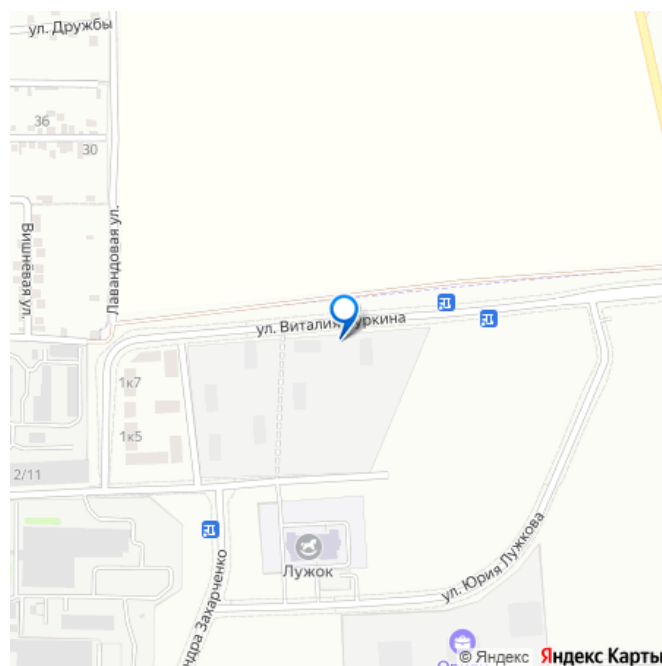 ул. Дружбы
36
30
Вишнёвая ул.
Лавандовая ул.
ул. Виталия
1к7
1к5
2/11
Лужок
ул. Юрия Лужкова
Захарченко
© Яндекс Яндекс Карты